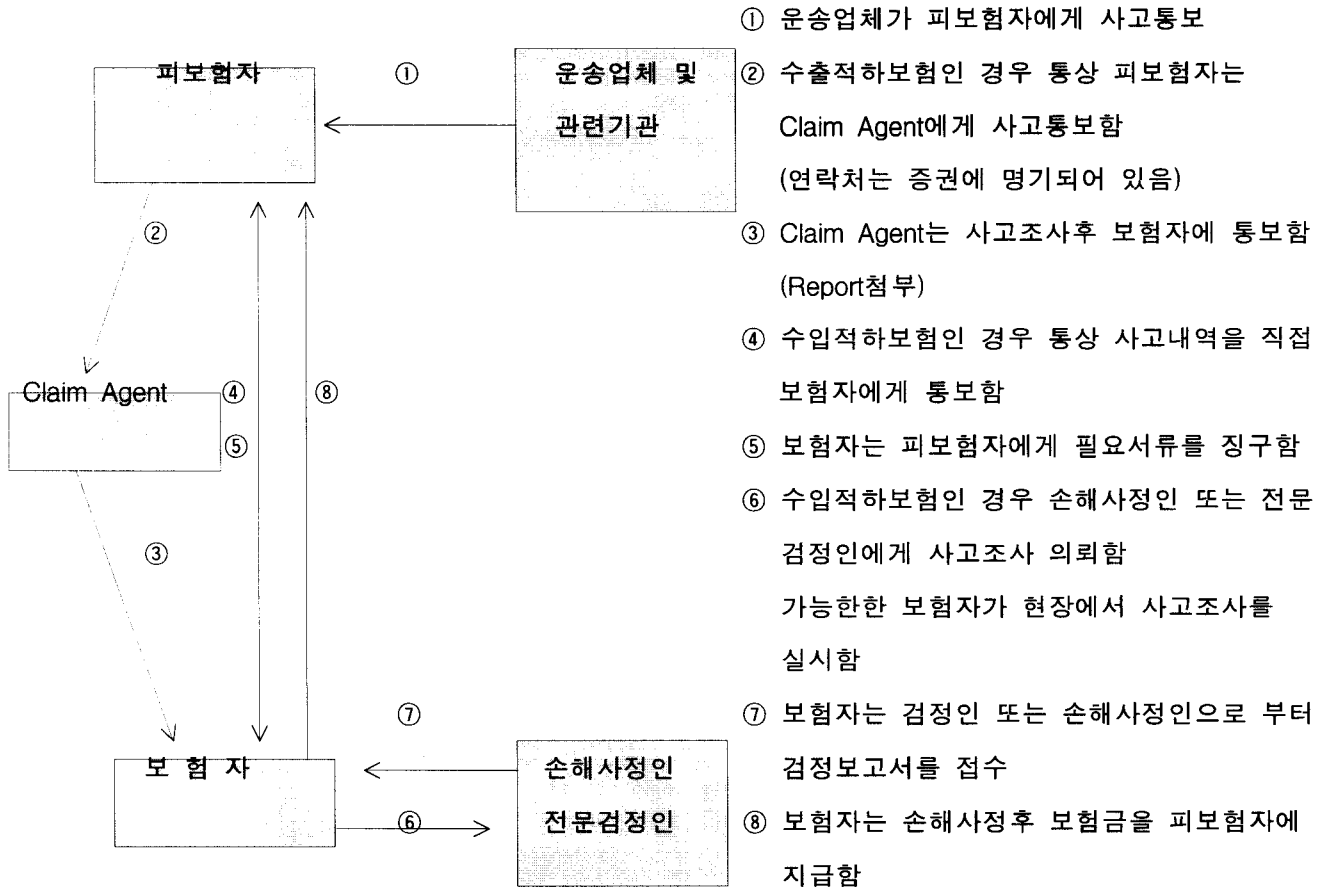 피보험자
①
운송업체 및
관련기관
②
Claim Agent
④
⑤
⑧
③
⑦
보 험 자
⑥
손해사정인
전문검정인
① 운송업체가 피보험자에게 사고통보
② 수출적하보험인 경우 통상 피보험자는
Claim Agent에게 사고통보함
(연락처는 증권에 명기되어 있음)
③ Claim Agent는 사고조사후 보험자에 통보함
(Report첨부)
④ 수입적하보험인 경우 통상 사고내역을 직접
보험자에게 통보함
⑤ 보험자는 피보험자에게 필요서류를 징구함
⑥ 수입적하보험인 경우 손해사정인 또는 전문
검정인에게 사고조사 의뢰함
가능한한 보험자가 현장에서 사고조사를
실시함
⑦ 보험자는 검정인 또는 손해사정인으로 부터
검정보고서를 접수
⑧ 보험자는 손해사정후 보험금을 피보험자에
지급함